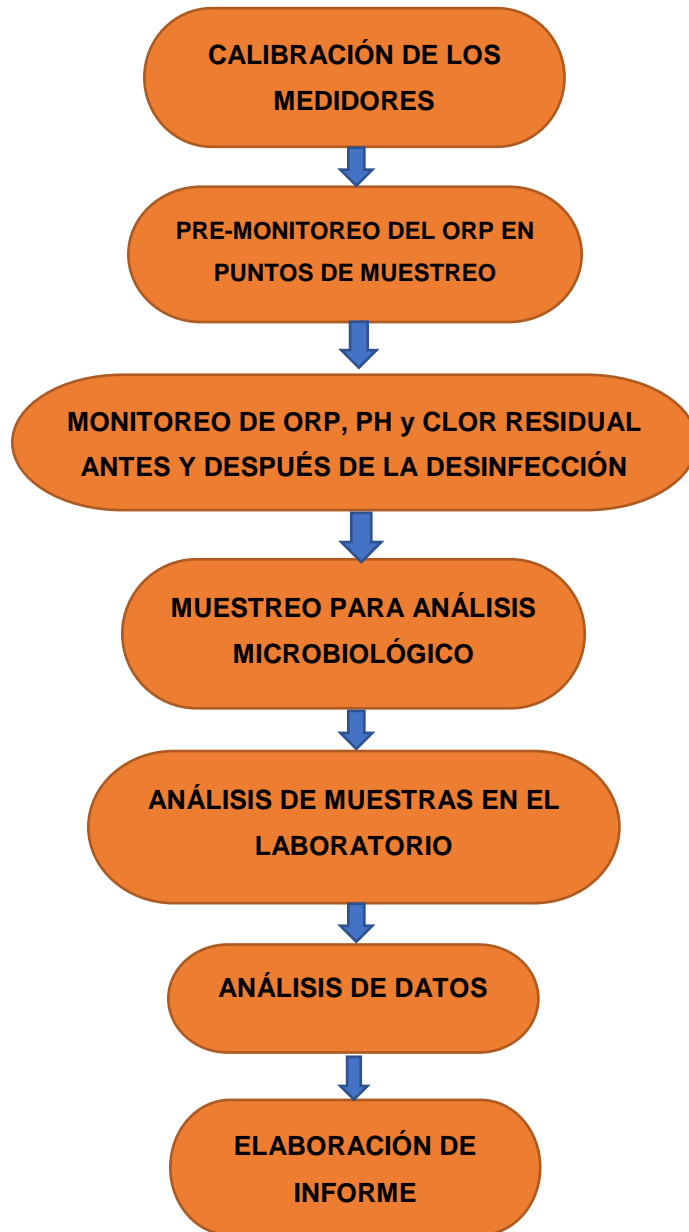 CALIBRACIÓN DE LOS
MEDIDORES
PRE-MONITOREO DEL ORP EN
PUNTOS DE MUESTREO
MONITOREO DE ORP, PH y CLOR RESIDUAL
ANTES Y DESPUÉS DE LA DESINFECCIÓN
MUESTREO PARA ANÁLISIS
MICROBIOLÓGICO
ANÁLISIS DE MUESTRAS EN EL
LABORATORIO
ANÁLISIS DE DATOS
ELABORACIÓN DE
INFORME